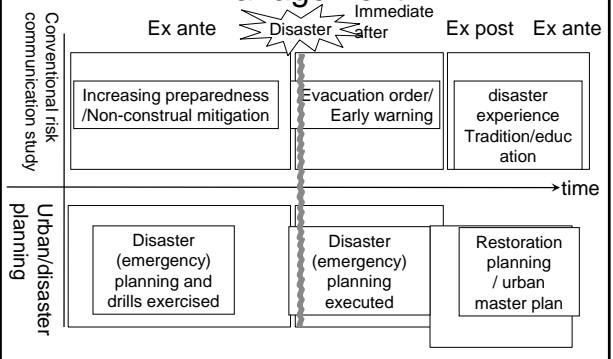 Ex ante
Disaster
Immediate
after
Ex post
Ex ante
Conventional risk
communication study
Increasing preparedness
/Non-construal mitigation
Evacuation order/
Early warning
disaster
experience
Tradition/educ
ation
time
Urban/disaster
planning
Disaster
(emergency)
planning and
drills exercised
Disaster
(emergency)
planning
executed
Restoration
planning
/ urban
master plan